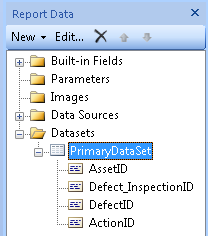 Report Data
New Edit...
Built-in Fields
Parameters
Images
Data Sources
Datasets
PrimaryDataSet
AssetID
Defect_InspectionID
DefectID
ActionID